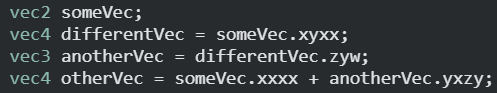 vec2 someVec;
vec4 differentVec = someVec.xyxx;
vec3 anotherVec = differentVec.zyw;
vec4 otherVec = someVec.xxxx + anotherVec.yxzy;